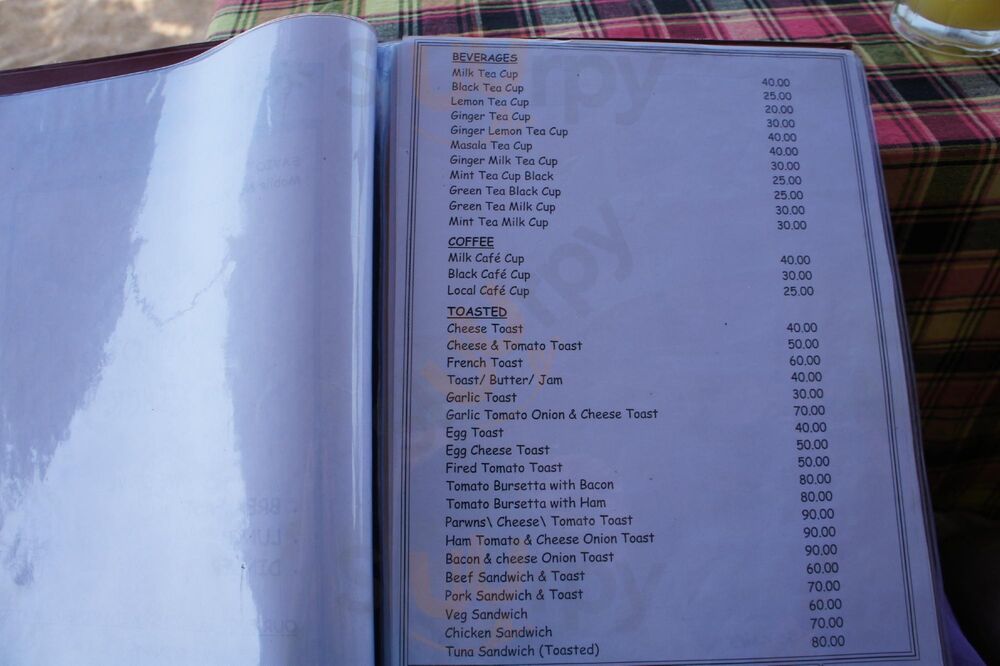 BEVERAGES
Milk Tea Cup 40.00
Black Tea Cup 25.00
Lemon Tea Cup 20.00
Ginger Tea Cup 30.00
Ginger Lemon Tea Cup 40.00
Masala Tea Cup 40.00
Ginger Milk Tea Cup 30.00
Mint Tea Cup Black 25.00
Green Tea Black Cup 25.00
Green Tea Milk Cup 30.00
Mint Tea Milk Cup 30.00
COFFEE
Milk Café Cup 40.00
Black Café Cup 30.00
Local Café Cup 25.00
TOASTED
Cheese Toast 40.00
Cheese & Tomato Toast 50.00
French Toast 60.00
Toast/ Butter/ Jam 40.00
Garlic Toast 30.00
Garlic Tomato Onion & Cheese Toast 70.00
Egg Toast 40.00
Egg Cheese Toast 50.00
Fired Tomato Toast 50.00
Tomato Bursetta with Bacon 80.00
Tomato Bursetta with Ham 80.00
Parwns\ Cheese\ Tomato Toast 90.00
Ham Tomato & Cheese Onion Toast 90.00
Bacon & cheese Onion Toast 90.00
Beef Sandwich & Toast 60.00
Pork Sandwich & Toast 70.00
Veg Sandwich 60.00
Chicken Sandwich 70.00
Tuna Sandwich (Toasted) 80.00